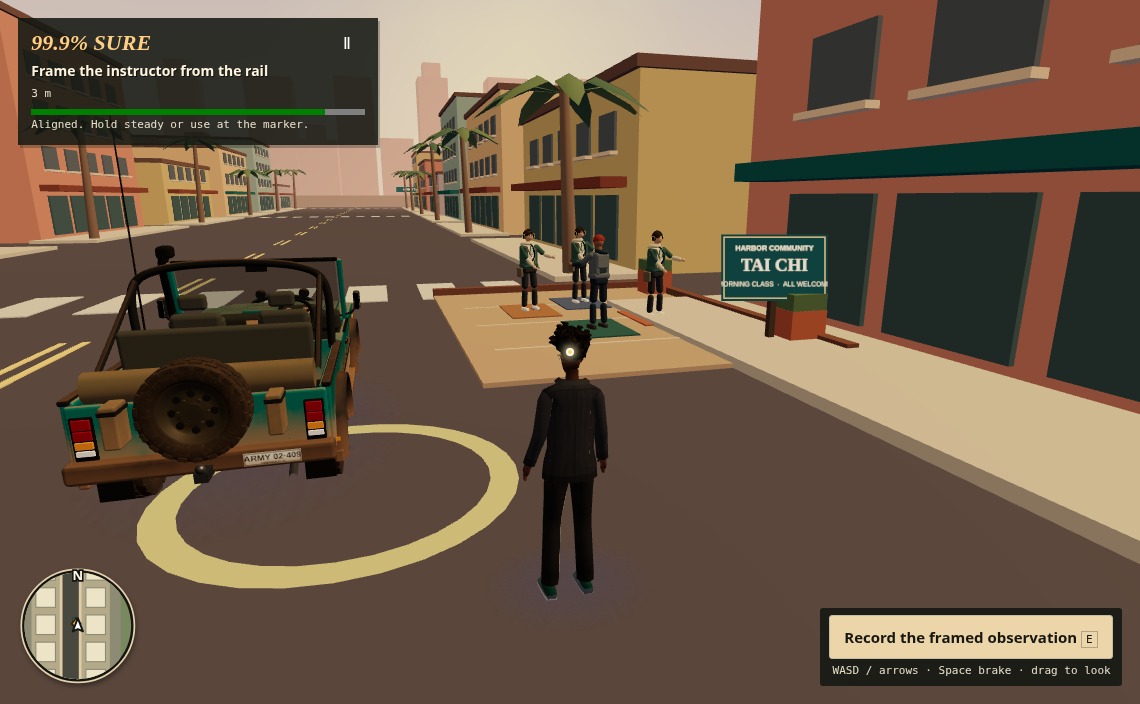 99.9% SURE
Frame the instructor from the rail
3 m
Aligned. Hold steady or use at the marker.
HARBOR COMMUNITY
TAI CHI
ORNING CLASS · ALL WELCOM
ARMY 02-409
N
Record the framed observation E
WASD / arrows · Space brake · drag to look